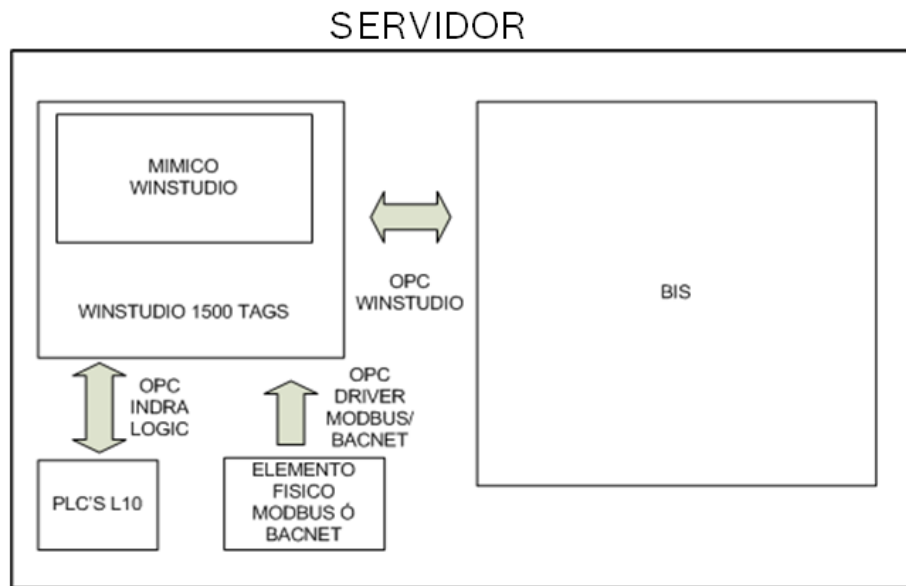 SERVIDOR
MIMICO
WINSTUDIO
WINSTUDIO 1500 TAGS
OPC
WINSTUDIO
BIS
OPC
INDRA
LOGIC
OPC
DRIVER
MODBUS/
BACNET
PLC'S L10
ELEMENTO
FISICO
MODBUS Ó
BACNET